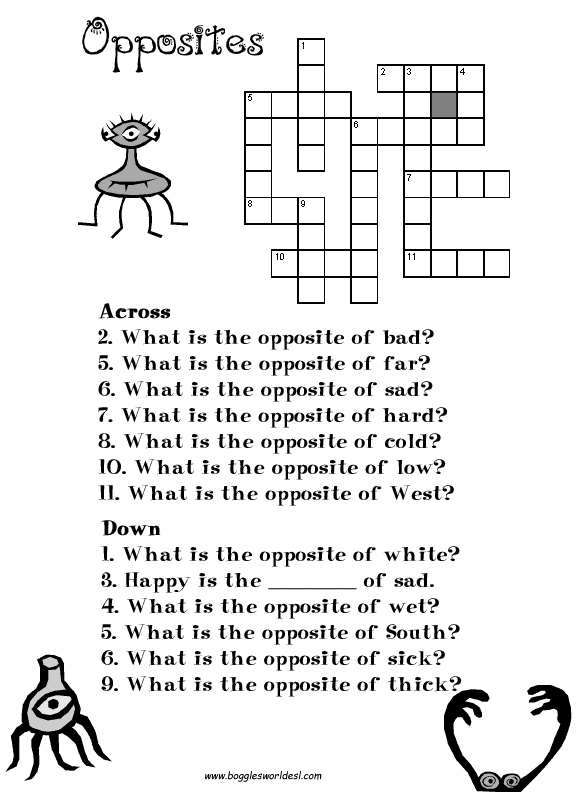 Opposites
1
2 3 4
5
6
7
8 9
10 11
Across
2. What is the opposite of bad?
5. What is the opposite of far?
6. What is the opposite of sad?
7. What is the opposite of hard?
8. What is the opposite of cold?
10. What is the opposite of low?
11. What is the opposite of West?
Down
1. What is the opposite of white?
3. Happy is the ________ of sad.
4. What is the opposite of wet?
5. What is the opposite of South?
6. What is the opposite of sick?
9. What is the opposite of thick?
www.bogglesworldesl.com